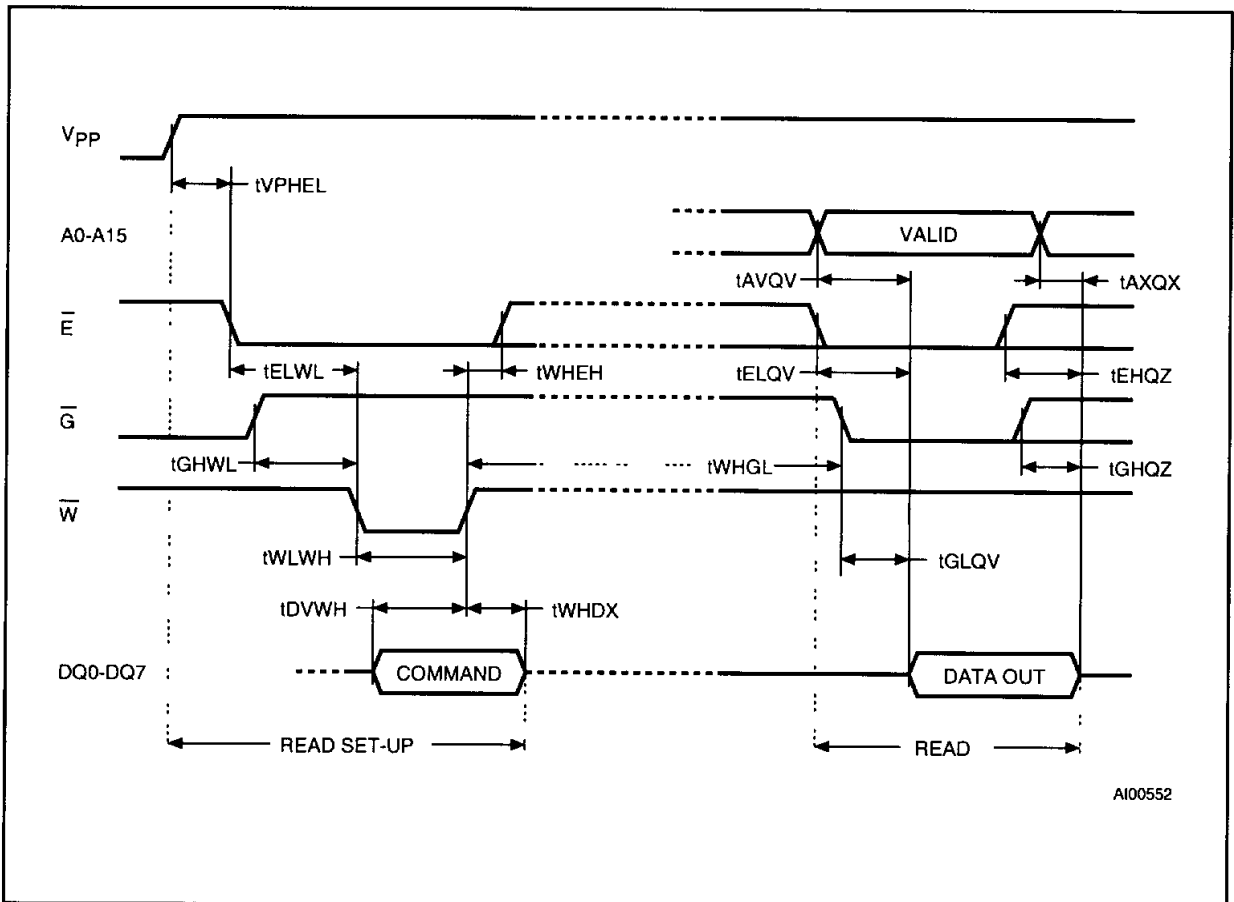 VPP
tVPHEL
A0-A15
VALID
tAVQV
tAXQX
E
tELWL
tWHEH
tELQV
tEHQZ
G
tGHWL
tWHGL
tGHQZ
W
tWLWH
tGLQV
tDVWH
tWHDX
DQ0-DQ7
COMMAND
DATA OUT
READ SET-UP
READ
AI00552